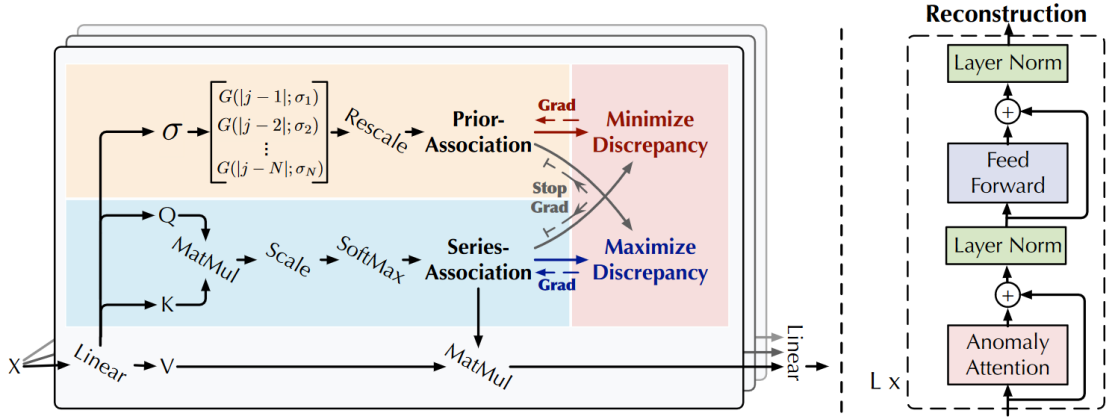 X
Linear
σ
G(|j − 1|; σ₁)
G(|j − 2|; σ₂)
⋮
G(|j − N|; σ_N)
Rescale
Prior-
Association
Grad
Minimize
Discrepancy
Q
K
MatMul
Scale
SoftMax
Series-
Association
Stop
Grad
Grad
Maximize
Discrepancy
V
MatMul
Linear
Reconstruction
Layer Norm
+
Feed
Forward
Layer Norm
+
Anomaly
Attention
L x